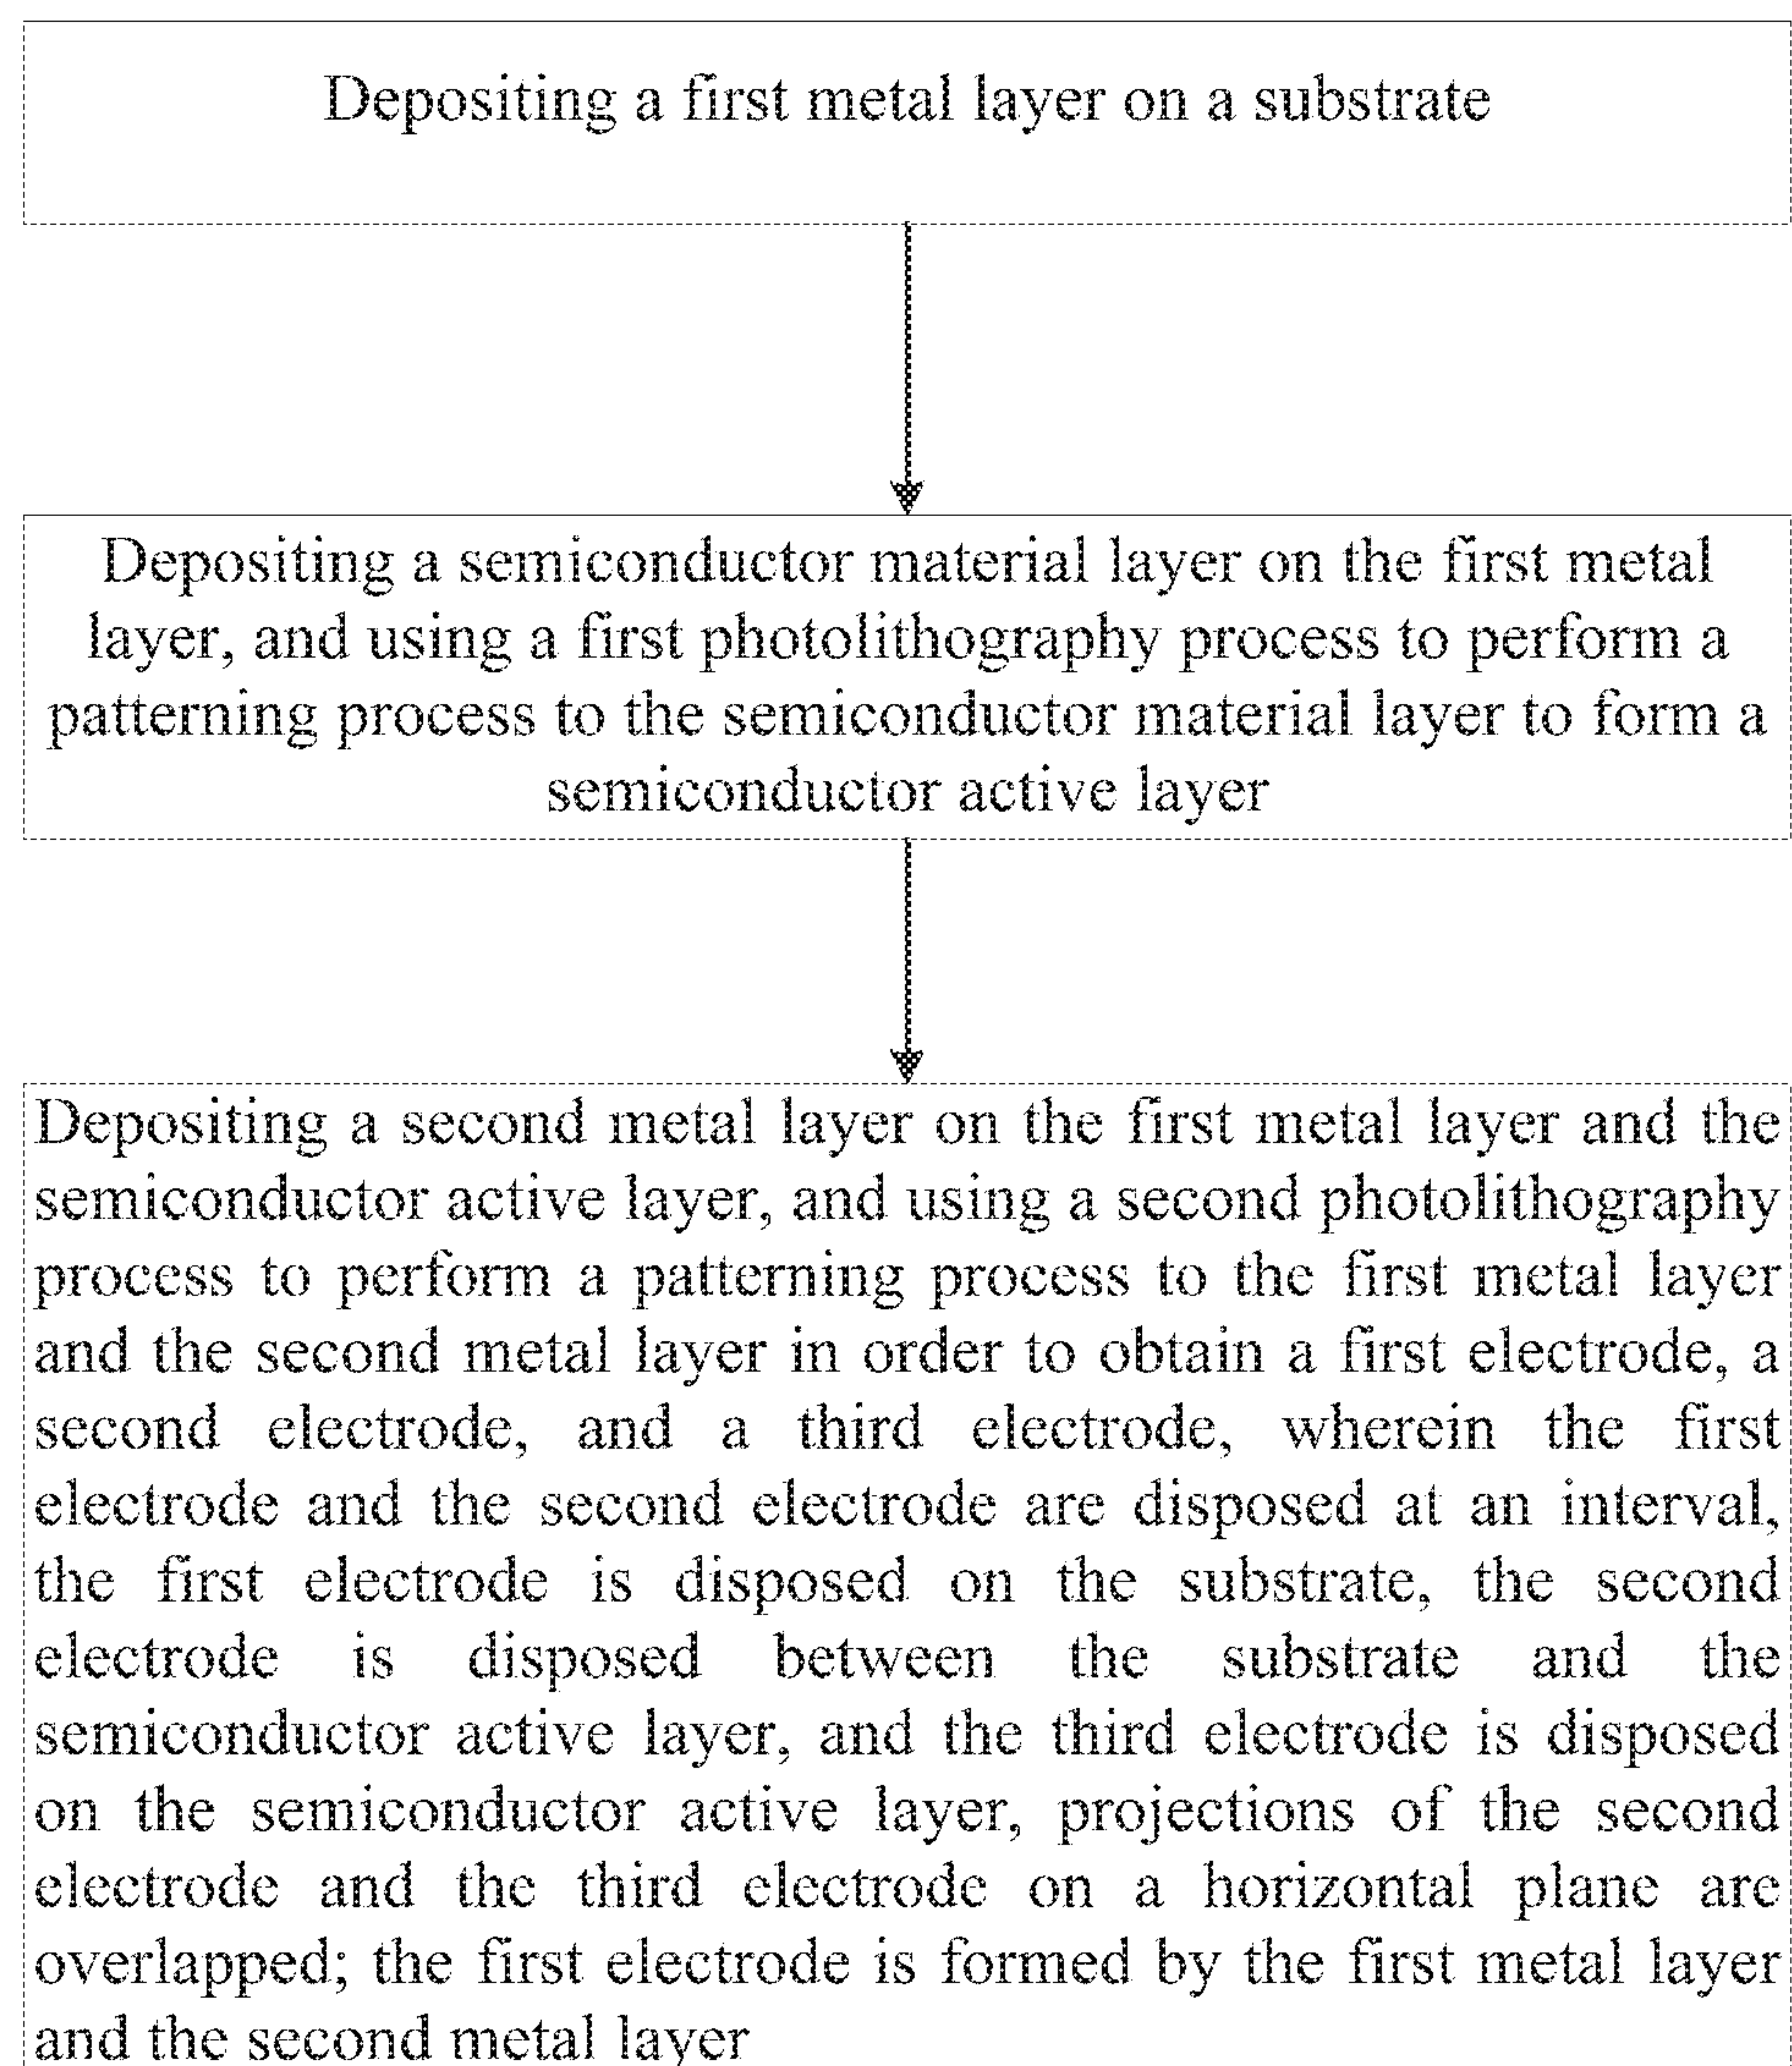 Depositing a first metal layer on a substrate
Depositing a semiconductor material layer on the first metal
layer, and using a first photolithography process to perform a
patterning process to the semiconductor material layer to form a
semiconductor active layer
Depositing a second metal layer on the first metal layer and the
semiconductor active layer, and using a second photolithography
process to perform a patterning process to the first metal layer
and the second metal layer in order to obtain a first electrode, a
second electrode, and a third electrode, wherein the first
electrode and the second electrode are disposed at an interval,
the first electrode is disposed on the substrate, the second
electrode is disposed between the substrate and the
semiconductor active layer, and the third electrode is disposed
on the semiconductor active layer, projections of the second
electrode and the third electrode on a horizontal plane are
overlapped; the first electrode is formed by the first metal layer
and the second metal layer